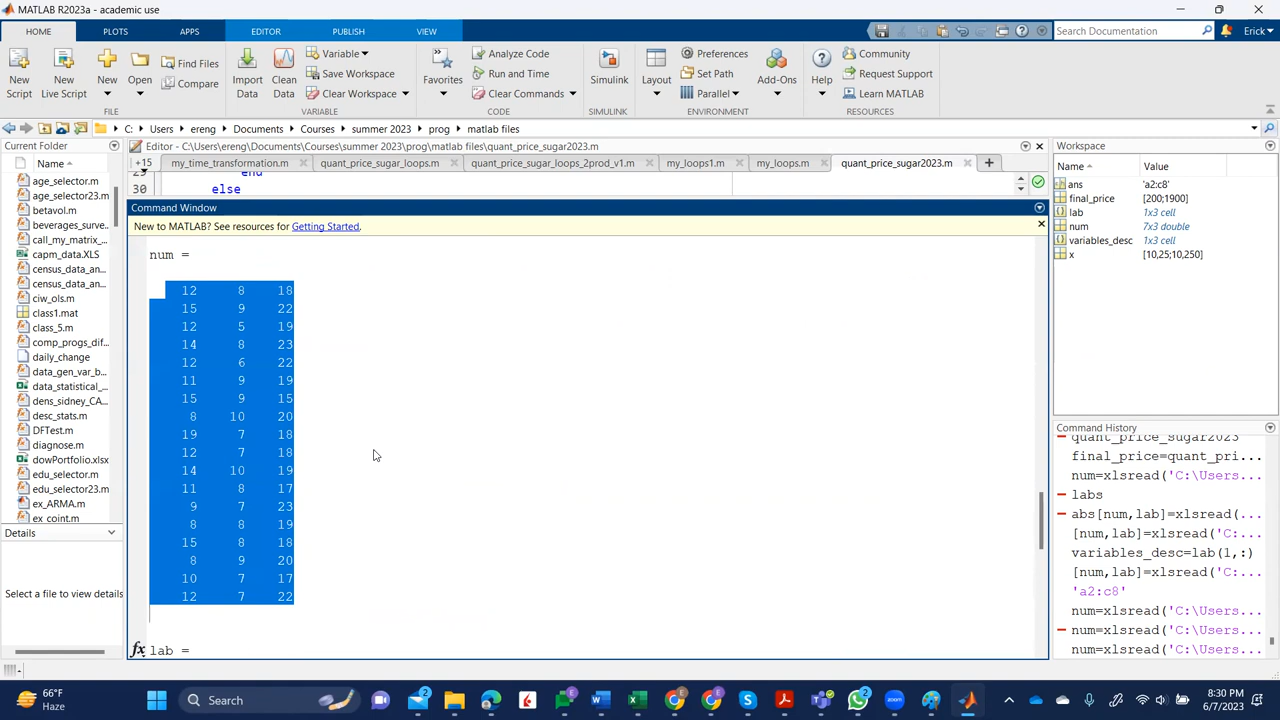 MATLAB R2023a - academic use
HOME PLOTS APPS EDITOR PUBLISH VIEW
Search Documentation
Erick
New Script
New Live Script
New
Open
Find Files
Compare
FILE
Import Data
Clean Data
Variable
Save Workspace
Clear Workspace
VARIABLE
Favorites
Analyze Code
Run and Time
Clear Commands
CODE
Simulink
SIMULINK
Layout
Preferences
Set Path
Parallel
Add-Ons
ENVIRONMENT
Help
Community
Request Support
Learn MATLAB
RESOURCES
C: Users ereng Documents Courses summer 2023 prog matlab files
Current Folder
Name
age_selector.m
age_selector23.m
betavol.m
beverages_surve...
call_my_matrix_...
capm_data.XLS
census_data_an...
census_data_an...
ciw_ols.m
class1.mat
class_5.m
comp_progs_dif...
daily_change
data_gen_var_b...
data_statistical_...
dens_sidney_CA...
desc_stats.m
DFTest.m
diagnose.m
dowPortfolio.xlsx
edu_selector.m
edu_selector23.m
ex_ARMA.m
ex_coint.m
Details
Select a file to view details
Editor - C:\Users\ereng\Documents\Courses\summer 2023\prog\matlab files\quant_price_sugar2023.m
+15 my_time_transformation.m quant_price_sugar_loops.m quant_price_sugar_loops_2prod_v1.m my_loops1.m my_loops.m quant_price_sugar2023.m
end
30 else
Command Window
New to MATLAB? See resources for Getting Started.
num =
12 8 18
15 9 22
12 5 19
14 8 23
12 6 22
11 9 19
15 9 15
8 10 20
19 7 18
12 7 18
14 10 19
11 8 17
9 7 23
8 8 19
15 8 18
8 9 20
10 7 17
12 7 22
fx lab =
Workspace
Name Value
ans 'a2:c8'
final_price [200;1900]
lab 1x3 cell
num 7x3 double
variables_desc 1x3 cell
x [10,25;10,250]
Command History
quant_price_sugar2023
final_price=quant_pri...
num=xlsread('C:\Users...
labs
abs[num,lab]=xlsread(...
[num,lab]=xlsread('C:...
variables_desc=lab(1,:)
[num,lab]=xlsread('C:...
'a2:c8'
num=xlsread('C:\Users...
num=xlsread('C:\Users...
num=xlsread('C:\Users...
66°F
Haze
Search
8:30 PM
6/7/2023